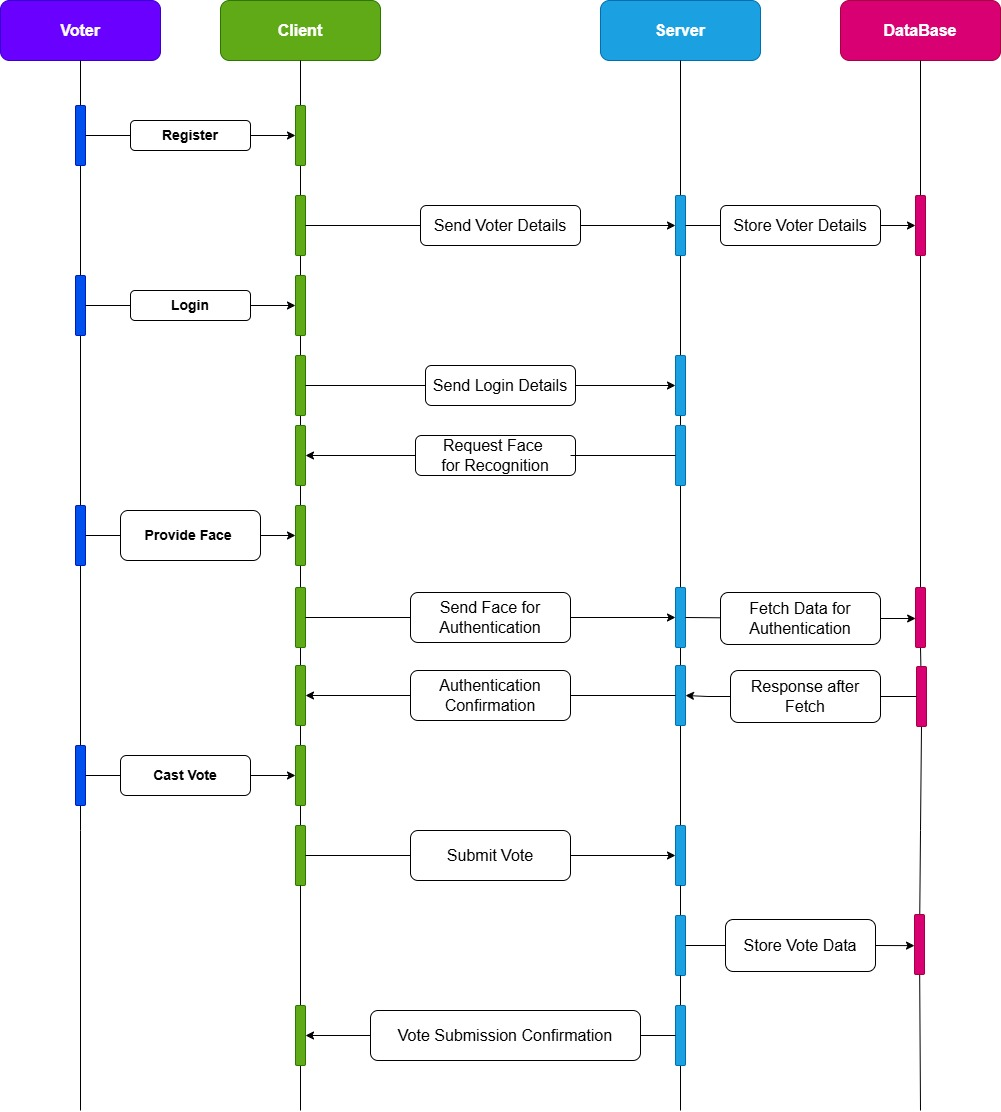 Voter
Client
Server
DataBase
Register
Send Voter Details
Store Voter Details
Login
Send Login Details
Request Face
for Recognition
Provide Face
Send Face for
Authentication
Fetch Data for
Authentication
Authentication
Confirmation
Response after
Fetch
Cast Vote
Submit Vote
Store Vote Data
Vote Submission Confirmation